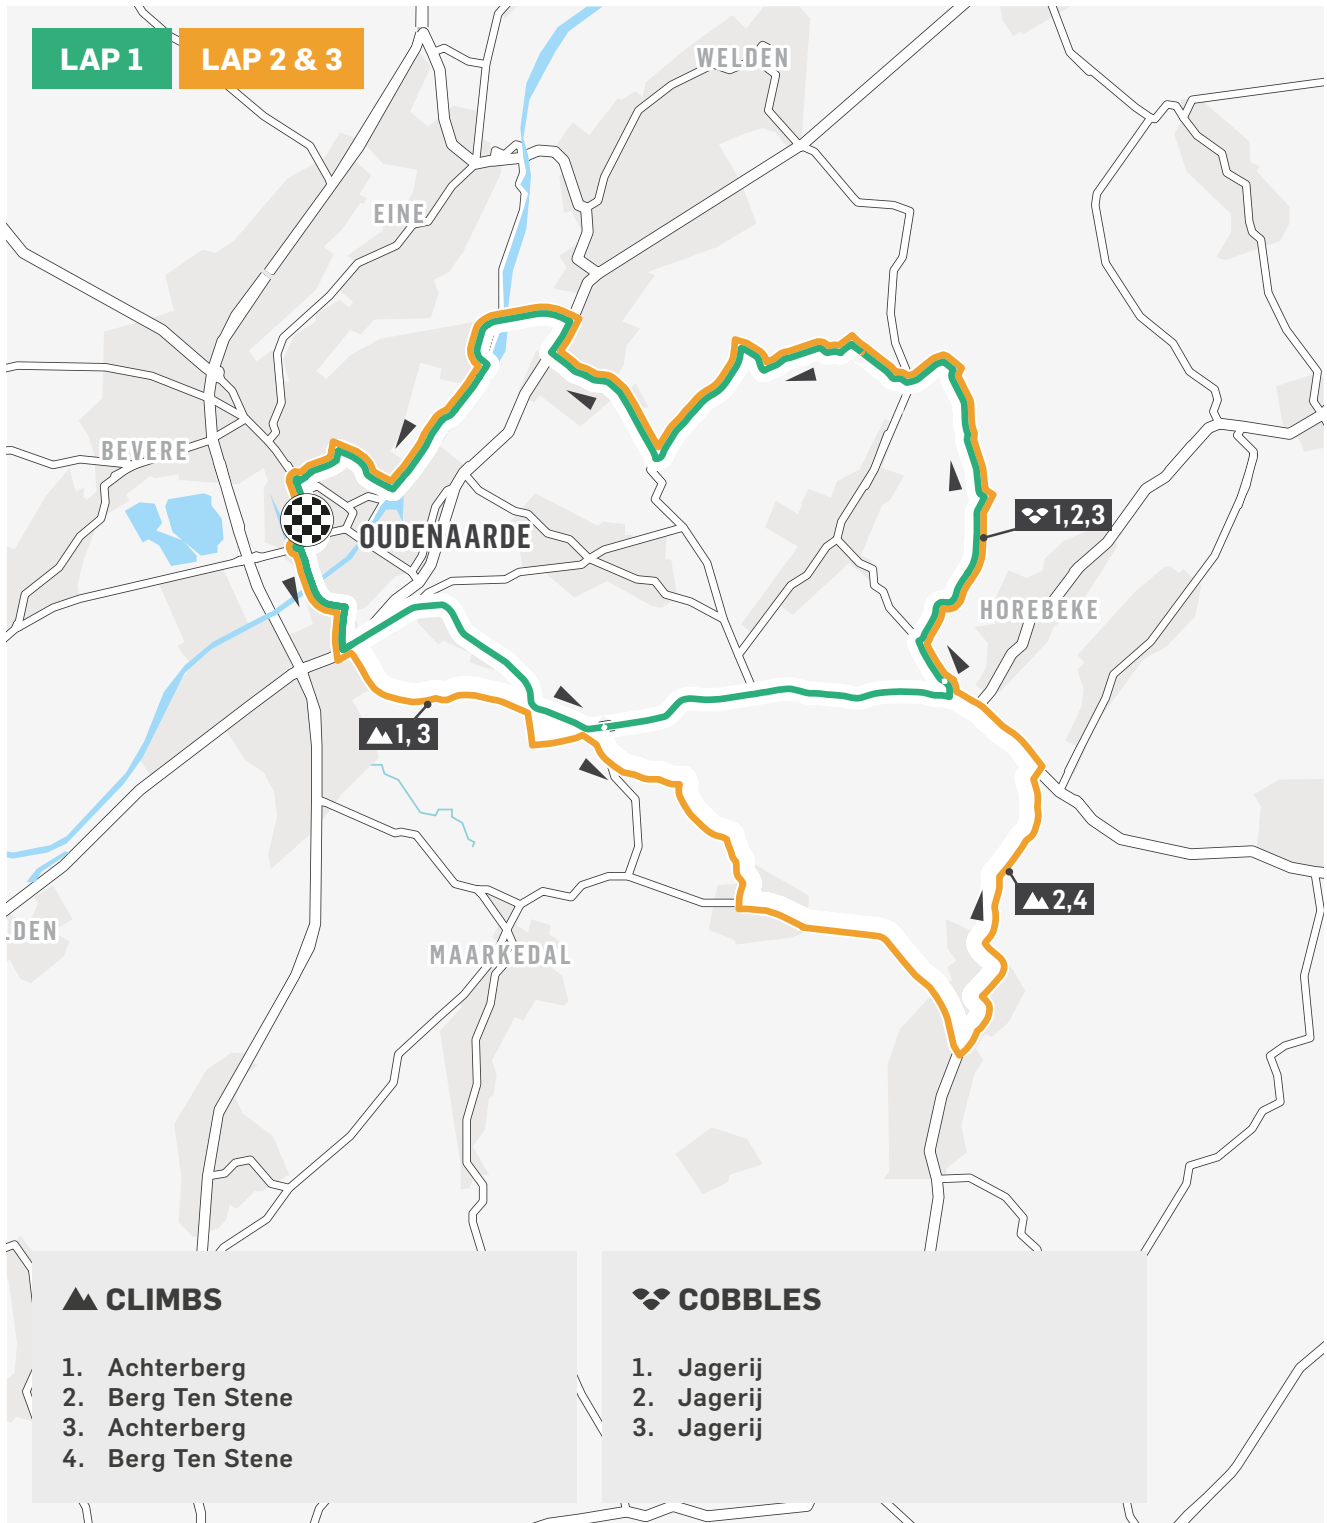 LAP 1
LAP 2 & 3
WELDEN
EINE
BEVERE
OUDENAARDE
1,2,3
HOREBEKE
1, 3
2,4
LDEN
MAARKEDAL
CLIMBS
1. Achterberg
2. Berg Ten Stene
3. Achterberg
4. Berg Ten Stene
COBBLES
1. Jagerij
2. Jagerij
3. Jagerij